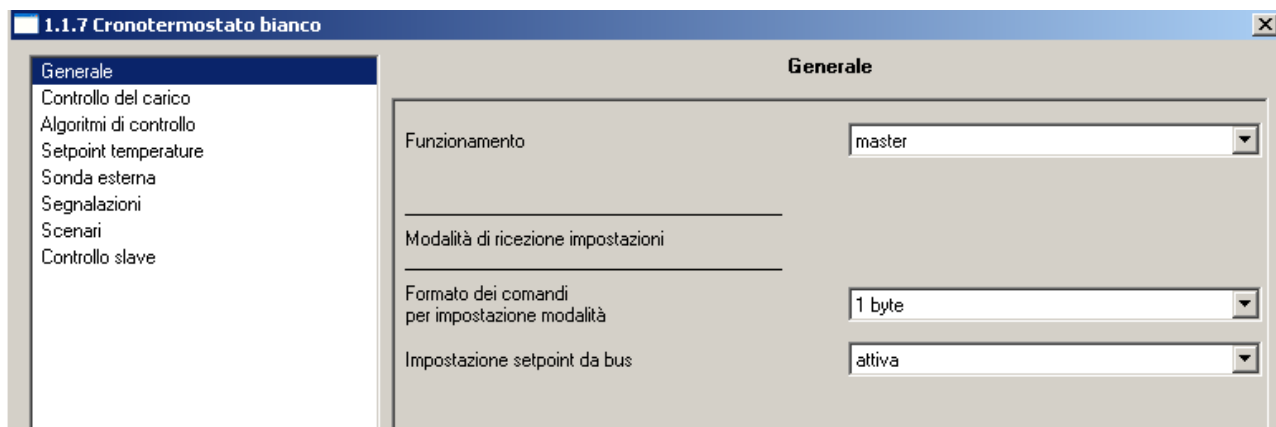 1.1.7 Cronotermostato bianco
Generale
Controllo del carico
Algoritmi di controllo
Setpoint temperature
Sonda esterna
Segnalazioni
Scenari
Controllo slave
Generale
Funzionamento
master
Modalità di ricezione impostazioni
Formato dei comandi
per impostazione modalità
1 byte
Impostazione setpoint da bus
attiva